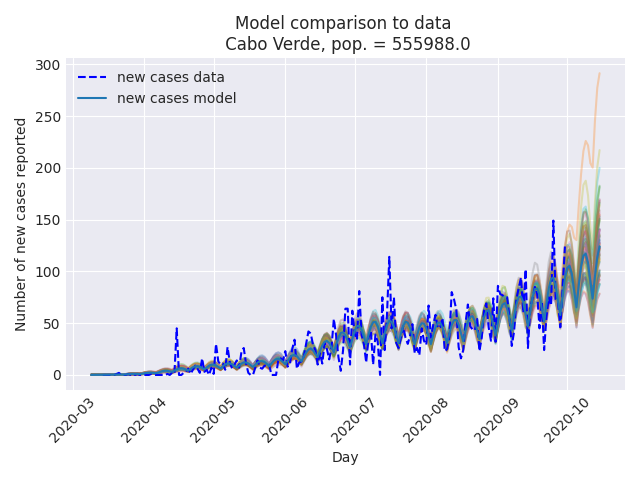 Model comparison to data
Cabo Verde, pop. = 555988.0
Number of new cases reported
300
250
200
150
100
50
0
new cases data
new cases model
2020-03
2020-04
2020-05
2020-06
2020-07
2020-08
2020-09
2020-10
Day